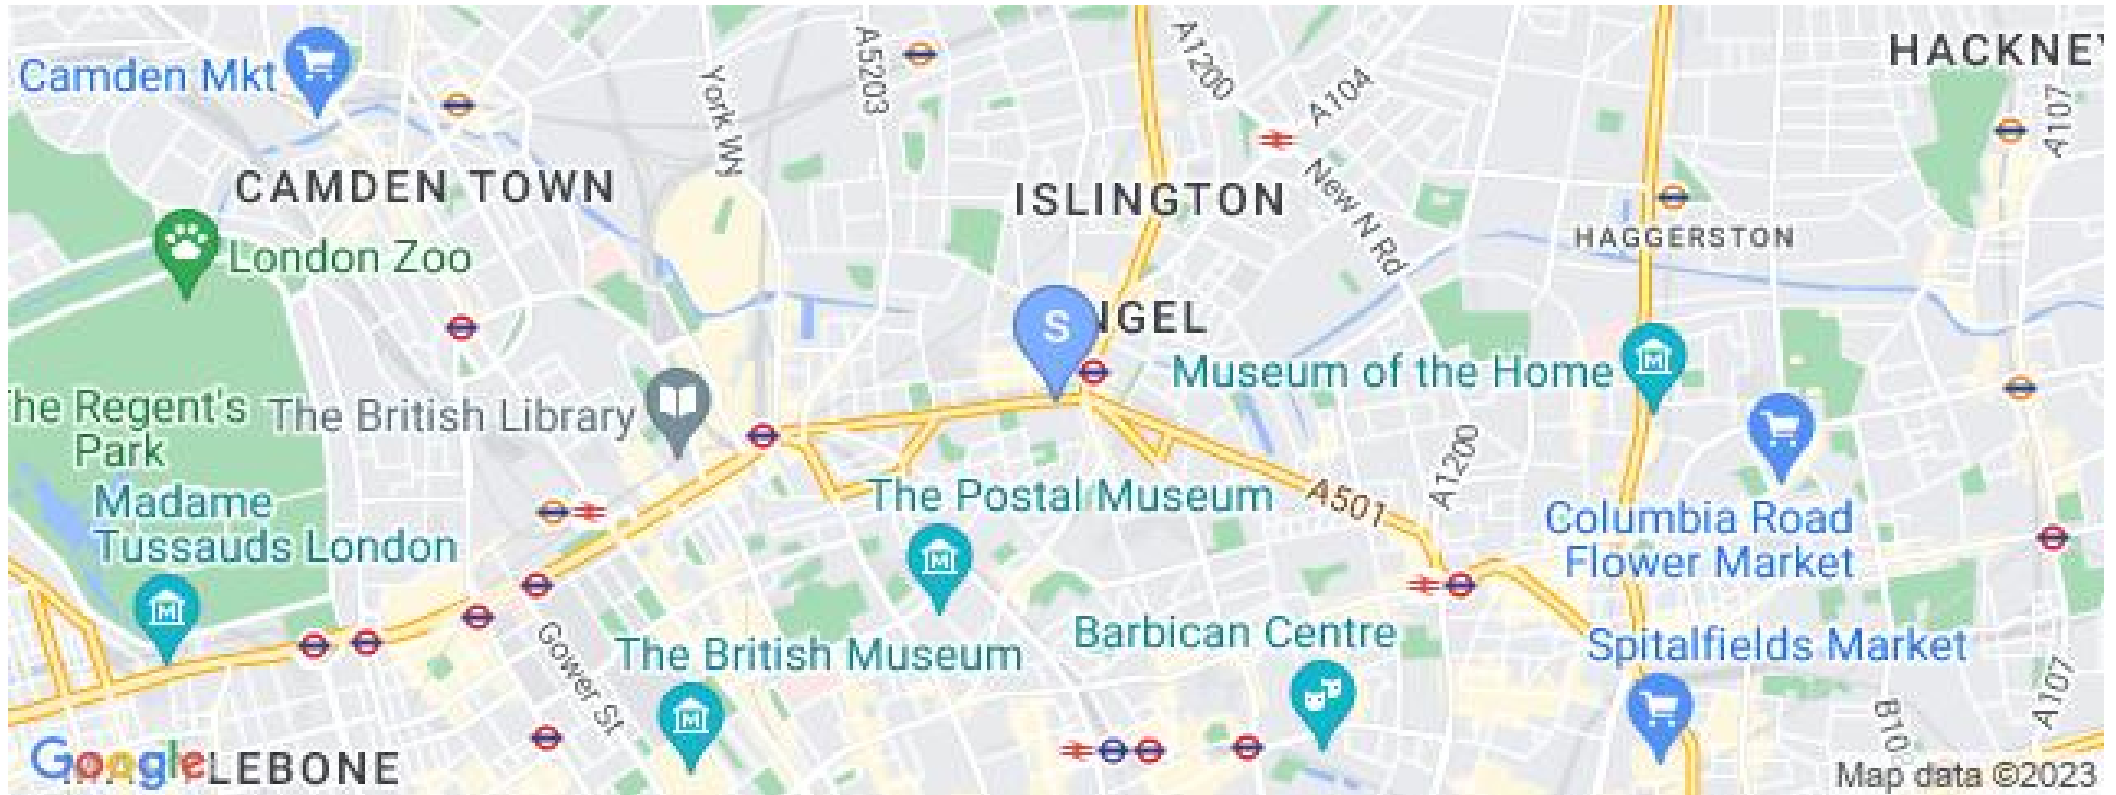 HACKNEY
Camden Mkt
A5203
A1200
A104
A107
York Wy
CAMDEN TOWN
ISLINGTON
New N Rd
HAGGERSTON
London Zoo
S
NGEL
Museum of the Home
The Regent's
Park
The British Library
Madame
Tussauds London
The Postal Museum
A501
A1200
Columbia Road
Flower Market
Gower St
The British Museum
Barbican Centre
Spitalfields Market
A107
B10
Google
LEBONE
Map data ©2023